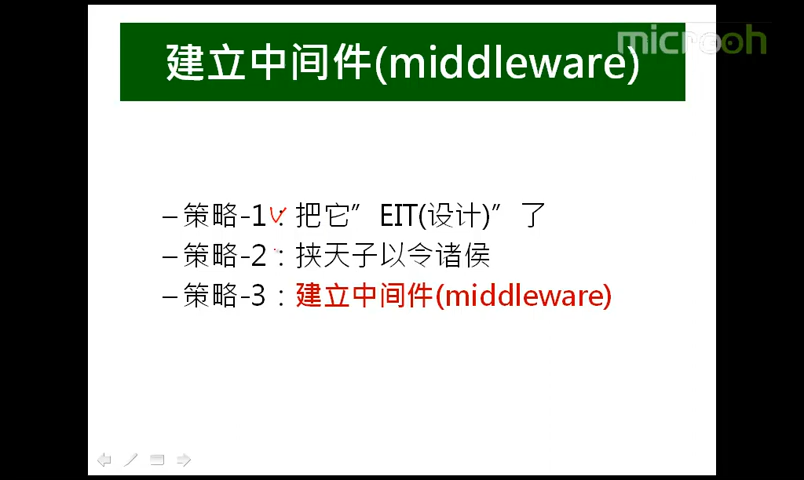 microoh
建立中间件(middleware)
–策略-1：把它”EIT(设计)”了
–策略-2：挟天子以令诸侯
–策略-3：建立中间件(middleware)